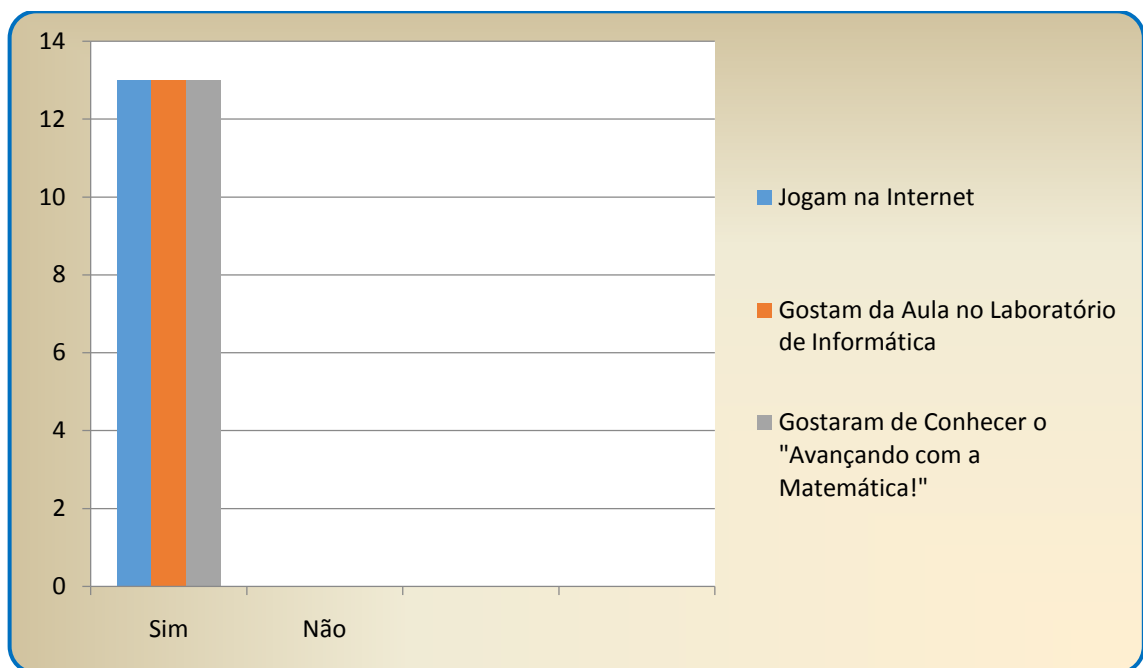 14
12
10
8
6
4
2
0
Sim Não
Jogam na Internet
Gostam da Aula no Laboratório
de Informática
Gostaram de Conhecer o
"Avançando com a
Matemática!"